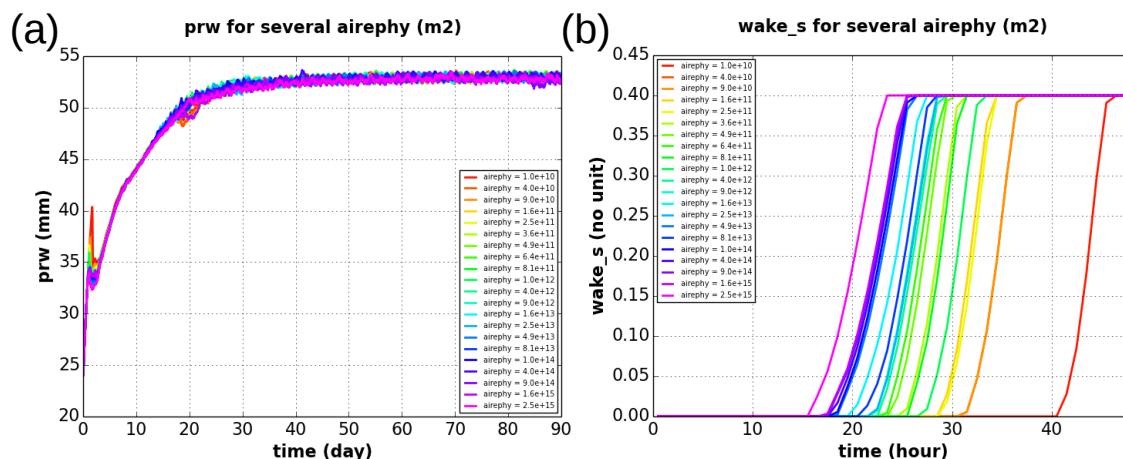 (a)
prw for several airephy (m2)
55
50
45
40
35
30
25
20
prw (mm)
0 10 20 30 40 50 60 70 80 90
time (day)
airephy = 1.0e+10
airephy = 4.0e+10
airephy = 9.0e+10
airephy = 1.6e+11
airephy = 2.5e+11
airephy = 3.6e+11
airephy = 4.9e+11
airephy = 6.4e+11
airephy = 8.1e+11
airephy = 1.0e+12
airephy = 4.0e+12
airephy = 9.0e+12
airephy = 1.6e+13
airephy = 2.5e+13
airephy = 4.9e+13
airephy = 8.1e+13
airephy = 1.0e+14
airephy = 4.0e+14
airephy = 9.0e+14
airephy = 1.6e+15
airephy = 2.5e+15
(b)
wake_s for several airephy (m2)
0.45
0.40
0.35
0.30
0.25
0.20
0.15
0.10
0.05
0.00
wake_s (no unit)
0 10 20 30 40
time (hour)
airephy = 1.0e+10
airephy = 4.0e+10
airephy = 9.0e+10
airephy = 1.6e+11
airephy = 2.5e+11
airephy = 3.6e+11
airephy = 4.9e+11
airephy = 6.4e+11
airephy = 8.1e+11
airephy = 1.0e+12
airephy = 4.0e+12
airephy = 9.0e+12
airephy = 1.6e+13
airephy = 2.5e+13
airephy = 4.9e+13
airephy = 8.1e+13
airephy = 1.0e+14
airephy = 4.0e+14
airephy = 9.0e+14
airephy = 1.6e+15
airephy = 2.5e+15